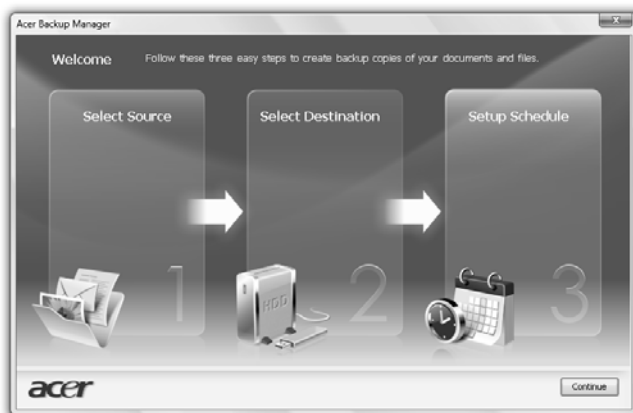 Acer Backup Manager
Welcome
Follow these three easy steps to create backup copies of your documents and files.
Select Source
Select Destination
Setup Schedule
1
HDD
2
3
acer
Continue